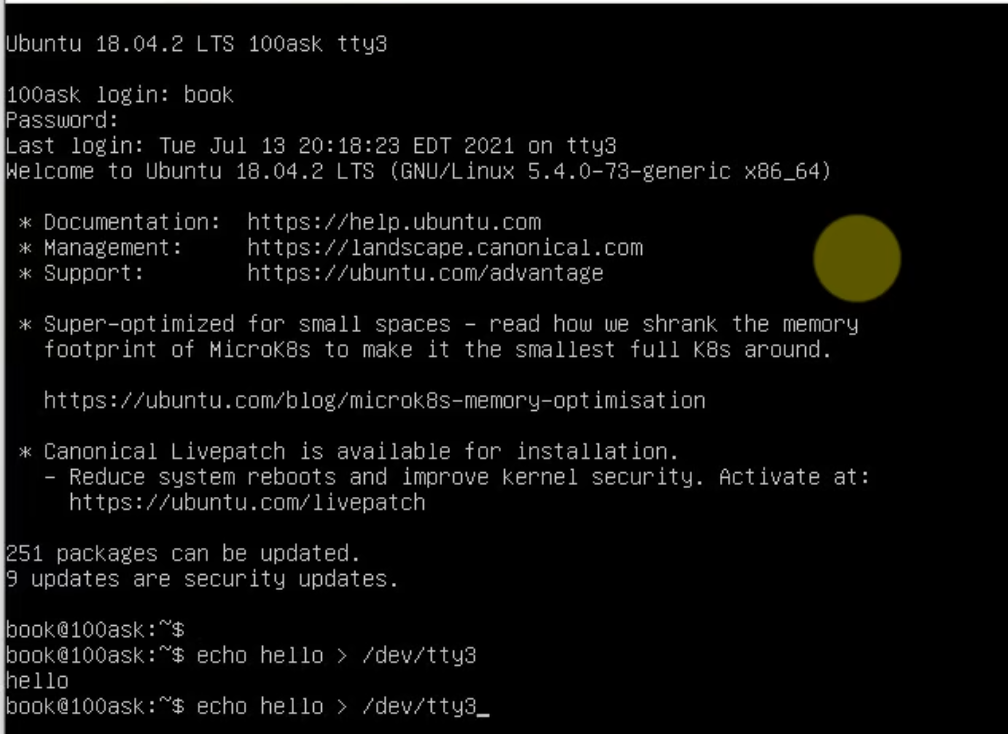 Ubuntu 18.04.2 LTS 100ask tty3
100ask login: book
Password:
Last login: Tue Jul 13 20:18:23 EDT 2021 on tty3
Welcome to Ubuntu 18.04.2 LTS (GNU/Linux 5.4.0-73-generic x86_64)
* Documentation:  https://help.ubuntu.com
* Management:     https://landscape.canonical.com
* Support:        https://ubuntu.com/advantage
* Super-optimized for small spaces - read how we shrank the memory
footprint of MicroK8s to make it the smallest full K8s around.
https://ubuntu.com/blog/microk8s-memory-optimisation
* Canonical Livepatch is available for installation.
- Reduce system reboots and improve kernel security. Activate at:
https://ubuntu.com/livepatch
251 packages can be updated.
9 updates are security updates.
book@100ask:~$
book@100ask:~$ echo hello > /dev/tty3
hello
book@100ask:~$ echo hello > /dev/tty3_